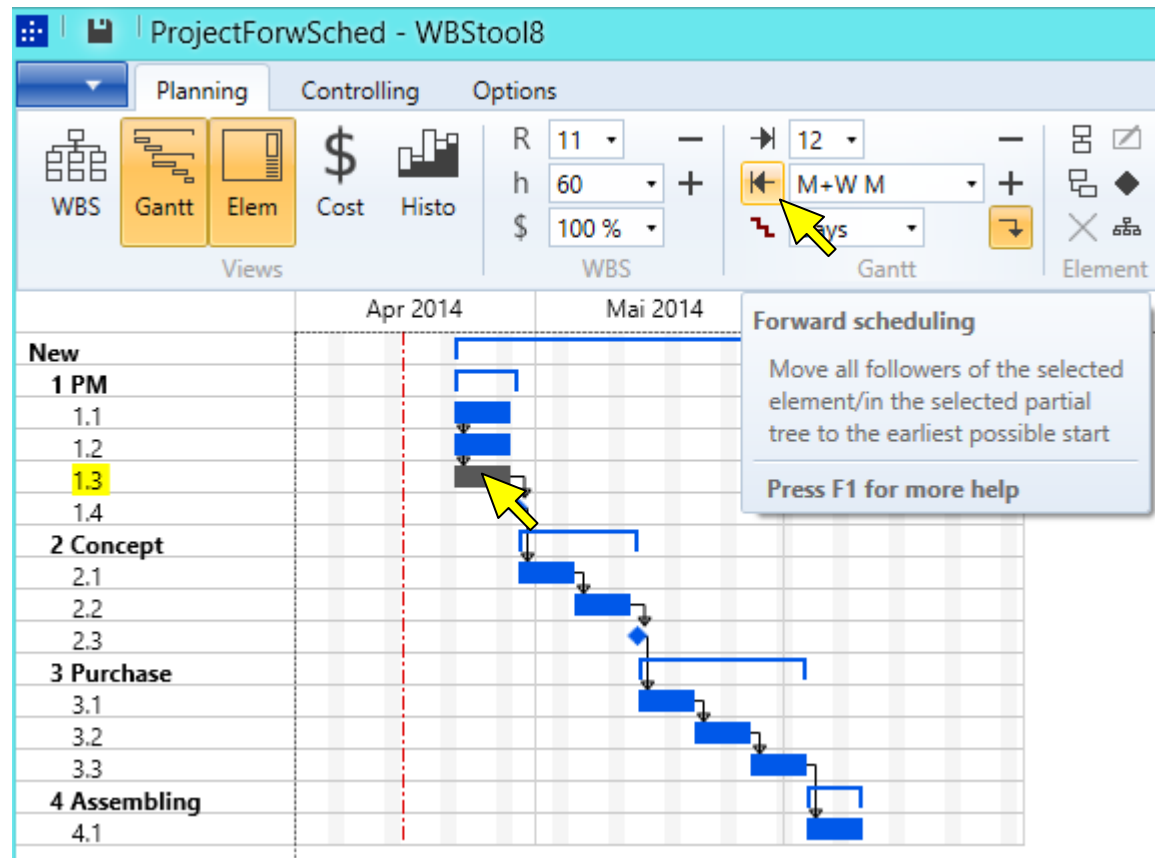 ProjectForwSched - WBStool8
Planning Controlling Options
R 11 12
h 60 M+W M
WBS Gantt Elem Cost Histo
$ 100 %
Views WBS Gantt Element
Apr 2014 Mai 2014
Forward scheduling
Move all followers of the selected
element/in the selected partial
tree to the earliest possible start
Press F1 for more help
New
1 PM
1.1
1.2
1.3
1.4
2 Concept
2.1
2.2
2.3
3 Purchase
3.1
3.2
3.3
4 Assembling
4.1